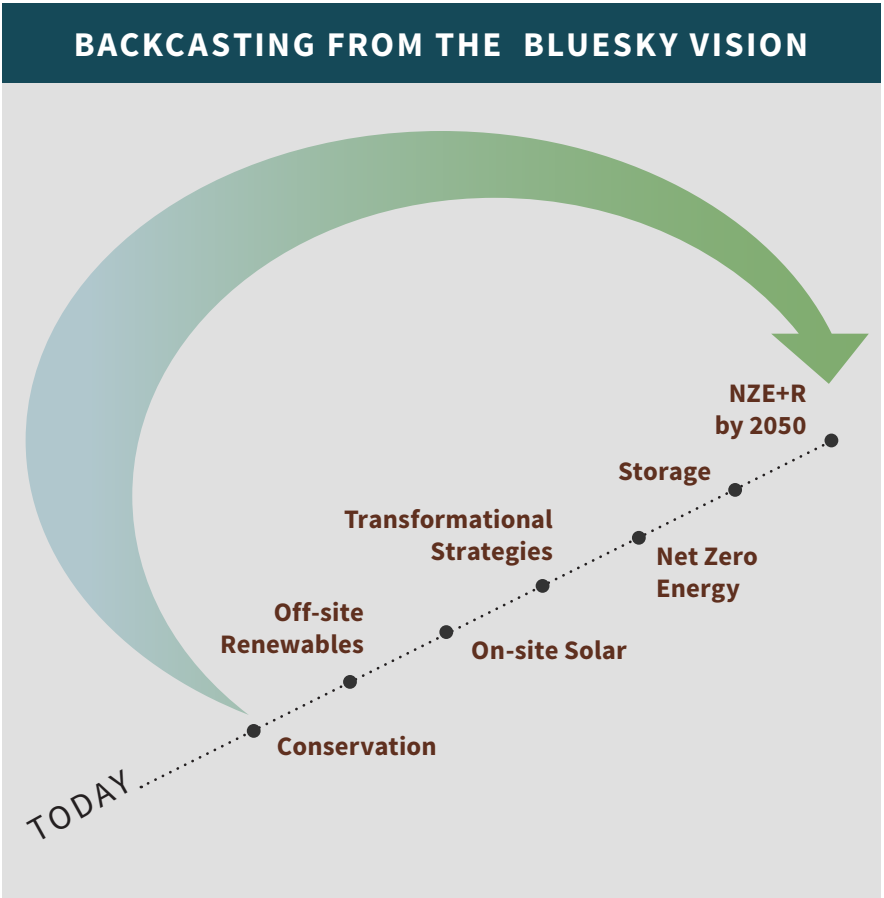 BACKCASTING FROM THE BLUESKY VISION
NZE+R
by 2050
Storage
Transformational
Strategies
Net Zero
Energy
Off-site
Renewables
On-site Solar
Conservation
TODAY